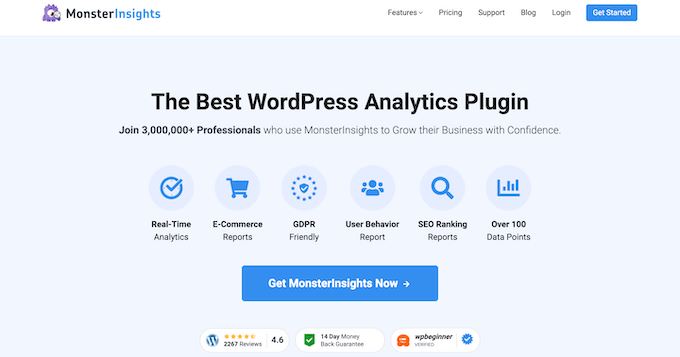 MonsterInsights
Features Pricing Support Blog Login Get Started
The Best WordPress Analytics Plugin
Join 3,000,000+ Professionals who use MonsterInsights to Grow their Business with Confidence.
Real-Time E-Commerce GDPR User Behavior SEO Ranking Over 100
Analytics Reports Friendly Report Reports Data Points
Get MonsterInsights Now →
2267 Reviews 4.6
14 Day Money
Back Guarantee
wpbeginner
VERIFIED